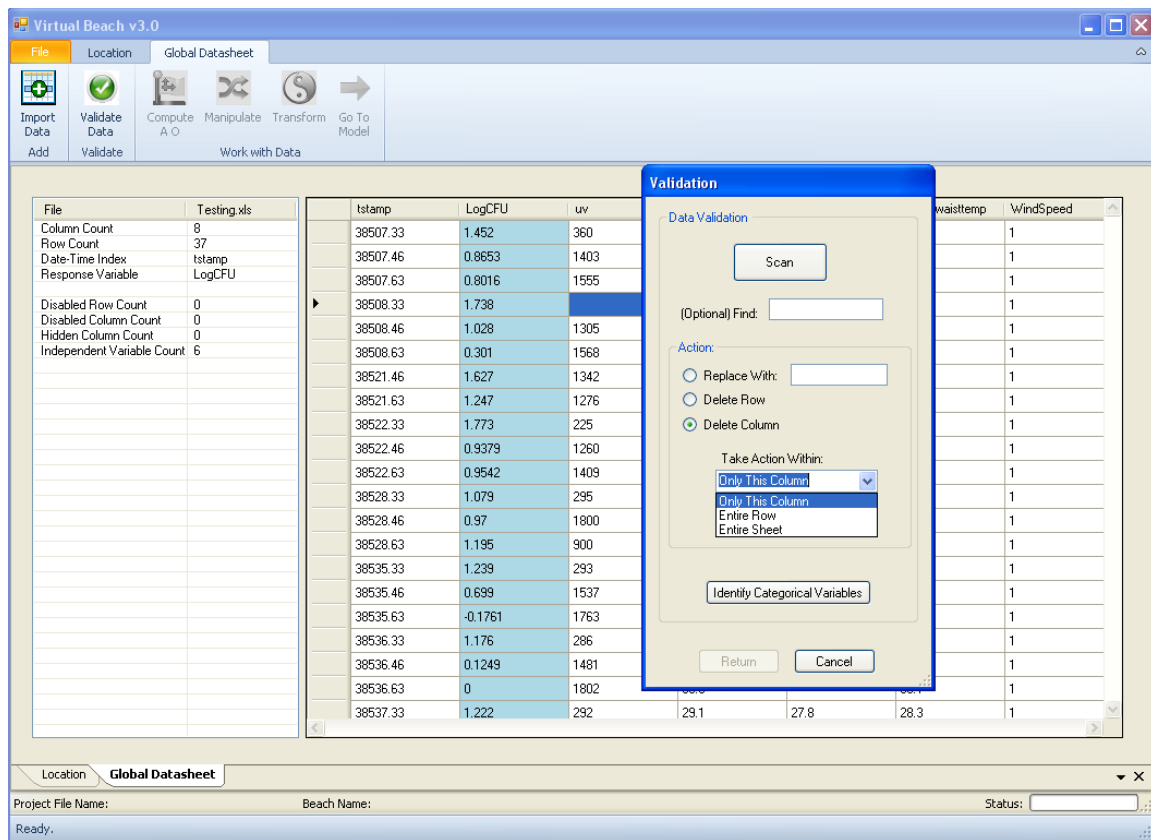 Virtual Beach v3.0
File Location Global Datasheet
Import Data Validate Data Compute A O Manipulate Transform Go To Model
Add Validate Work with Data
File Testing.xls
Column Count 8
Row Count 37
Date-Time Index tstamp
Response Variable LogCFU
Disabled Row Count 0
Disabled Column Count 0
Hidden Column Count 0
Independent Variable Count 6
tstamp LogCFU uv waisttemp WindSpeed
38507.33 1.452 360 1
38507.46 0.8653 1403 1
38507.63 0.8016 1555 1
38508.33 1.738 1
38508.46 1.028 1305 1
38508.63 0.301 1568 1
38521.46 1.627 1342 1
38521.63 1.247 1276 1
38522.33 1.773 225 1
38522.46 0.9379 1260 1
38522.63 0.9542 1409 1
38528.33 1.079 295 1
38528.46 0.97 1800 1
38528.63 1.195 900 1
38535.33 1.239 293 1
38535.46 0.699 1537 1
38535.63 -0.1761 1763 1
38536.33 1.176 286 1
38536.46 0.1249 1481 1
38536.63 0 1802 1
38537.33 1.222 292 29.1 27.8 28.3 1
Validation
Data Validation
Scan
(Optional) Find:
Action:
Replace With:
Delete Row
Delete Column
Take Action Within:
Only This Column
Only This Column
Entire Row
Entire Sheet
Identify Categorical Variables
Return Cancel
Location Global Datasheet
Project File Name: Beach Name: Status:
Ready.